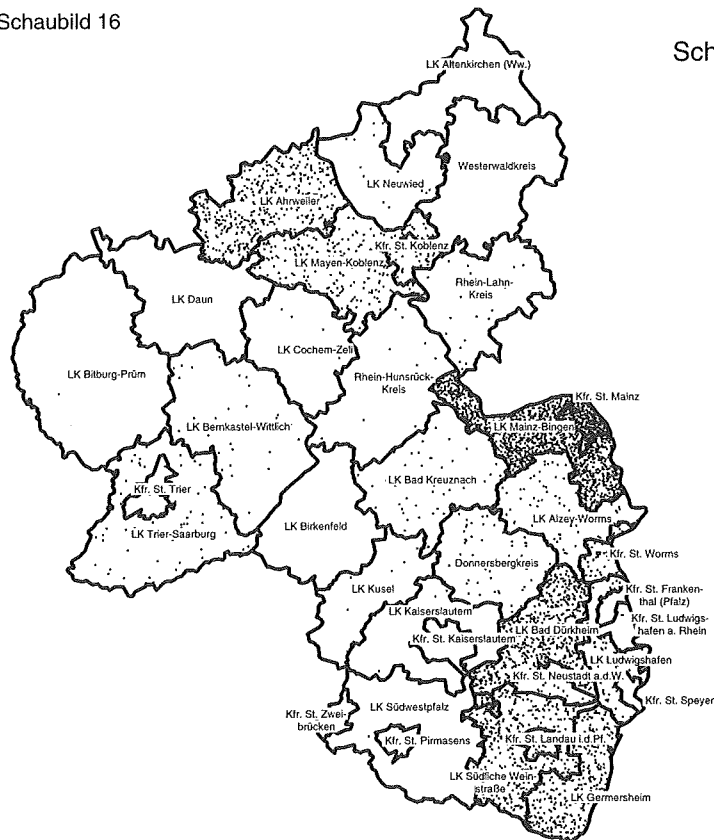 Schaubild 16
Sch
LK Altenkirchen (Ww.)
LK Neuwied
Westerwaldkreis
LK Ahrweiler
Kfr. St. Koblenz
LK Mayen-Koblenz
Rhein-Lahn-
Kreis
LK Daun
LK Cochem-Zell
LK Bitburg-Prüm
Rhein-Hunsrück-
Kreis
Kfr. St. Mainz
LK Mainz-Bingen
LK Bernkastel-Wittlich
LK Bad Kreuznach
Kfr. St. Trier
LK Trier-Saarburg
LK Birkenfeld
LK Alzey-Worms
Kfr. St. Worms
Donnersbergkreis
LK Kusel
Kfr. St. Franken-
thal (Pfalz)
LK Kaiserslautern
Kfr. St. Ludwigs-
hafen a. Rhein
LK Bad Dürkheim
Kfr. St. Kaiserslautern
LK Ludwigshafen
Kfr. St. Neustadt a.d.W.
Kfr. St. Speyer
LK Südwestpfalz
Kfr. St. Zwei-
brücken
Kfr. St. Pirmasens
Kfr. St. Landau i.d.Pf.
LK Südliche Wein-
straße
LK Germersheim